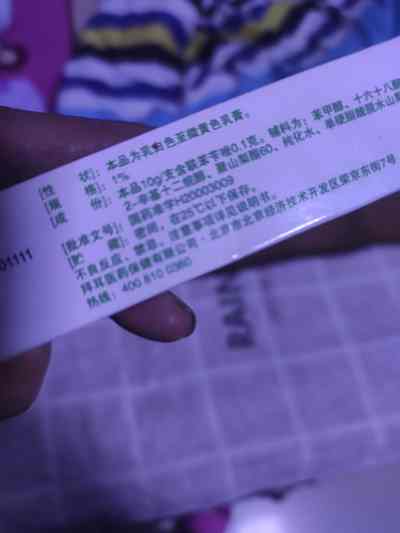 [性 状]: 本品为乳白色至微黄色乳膏。
[规 格]: 1%
[成 份]: 本品10g/支含联苯苄唑0.1克。辅料为：苯甲醇、十六十八醇
2-辛基十二烷醇、聚山梨酯60、纯化水、单硬脂酸脱水山梨
[批准文号]: 国药准字H20003009
[贮 藏]: 密闭，在25℃以下保存。
不良反应、禁忌、注意事项详见说明书。
拜耳医药保健有限公司·北京市北京经济技术开发区荣京东街7号
热线: 400 810 0360
01111
RAIN